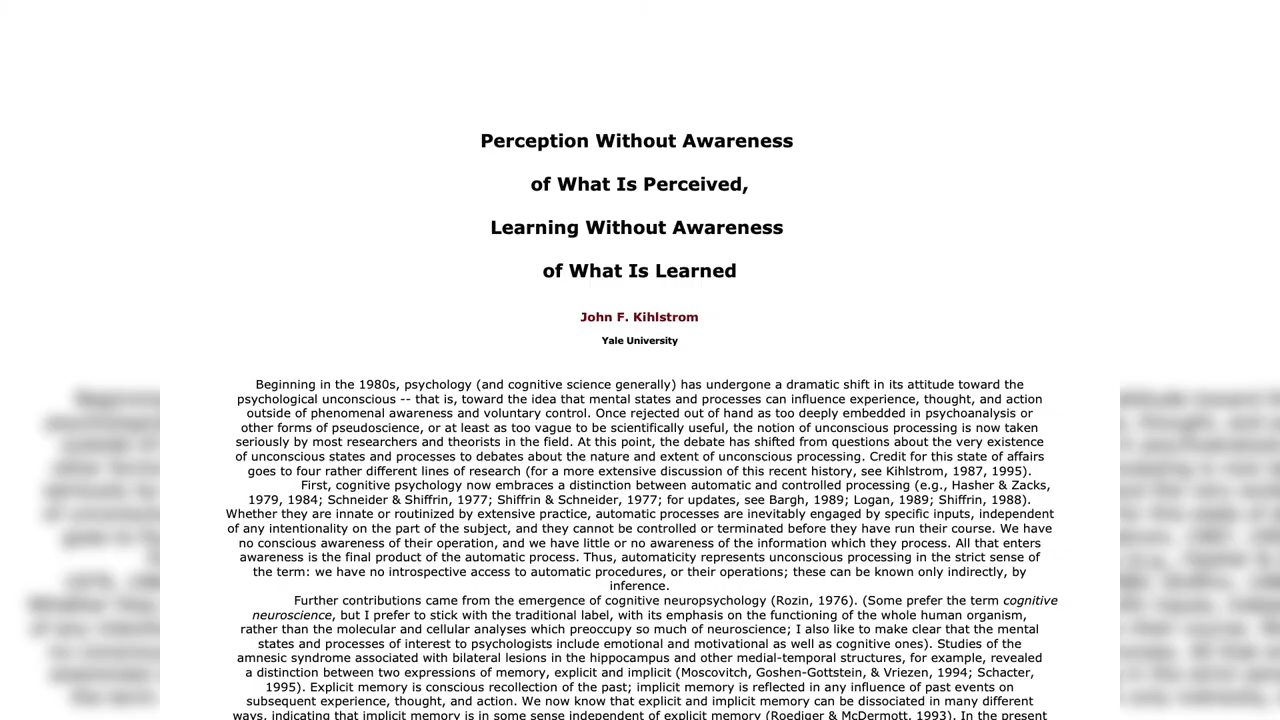 Perception Without Awareness
of What Is Perceived,
Learning Without Awareness
of What Is Learned
John F. Kihlstrom
Yale University
Beginning in the 1980s, psychology (and cognitive science generally) has undergone a dramatic shift in its attitude toward the
psychological unconscious -- that is, toward the idea that mental states and processes can influence experience, thought, and action
outside of phenomenal awareness and voluntary control. Once rejected out of hand as too deeply embedded in psychoanalysis or
other forms of pseudoscience, or at least as too vague to be scientifically useful, the notion of unconscious processing is now taken
seriously by most researchers and theorists in the field. At this point, the debate has shifted from questions about the very existence
of unconscious states and processes to debates about the nature and extent of unconscious processing. Credit for this state of affairs
goes to four rather different lines of research (for a more extensive discussion of this recent history, see Kihlstrom, 1987, 1995).
First, cognitive psychology now embraces a distinction between automatic and controlled processing (e.g., Hasher & Zacks,
1979, 1984; Schneider & Shiffrin, 1977; Shiffrin & Schneider, 1977; for updates, see Bargh, 1989; Logan, 1989; Shiffrin, 1988).
Whether they are innate or routinized by extensive practice, automatic processes are inevitably engaged by specific inputs, independent
of any intentionality on the part of the subject, and they cannot be controlled or terminated before they have run their course. We have
no conscious awareness of their operation, and we have little or no awareness of the information which they process. All that enters
awareness is the final product of the automatic process. Thus, automaticity represents unconscious processing in the strict sense of
the term: we have no introspective access to automatic procedures, or their operations; these can be known only indirectly, by
inference.
Further contributions came from the emergence of cognitive neuropsychology (Rozin, 1976). (Some prefer the term cognitive
neuroscience, but I prefer to stick with the traditional label, with its emphasis on the functioning of the whole human organism,
rather than the molecular and cellular analyses which preoccupy so much of neuroscience; I also like to make clear that the mental
states and processes of interest to psychologists include emotional and motivational as well as cognitive ones). Studies of the
amnesic syndrome associated with bilateral lesions in the hippocampus and other medial-temporal structures, for example, revealed
a distinction between two expressions of memory, explicit and implicit (Moscovitch, Goshen-Gottstein, & Vriezen, 1994; Schacter,
1995). Explicit memory is conscious recollection of the past; implicit memory is reflected in any influence of past events on
subsequent experience, thought, and action. We now know that explicit and implicit memory can be dissociated in many different
ways, indicating that implicit memory is in some sense independent of explicit memory (Roediger & McDermott, 1993). In the present